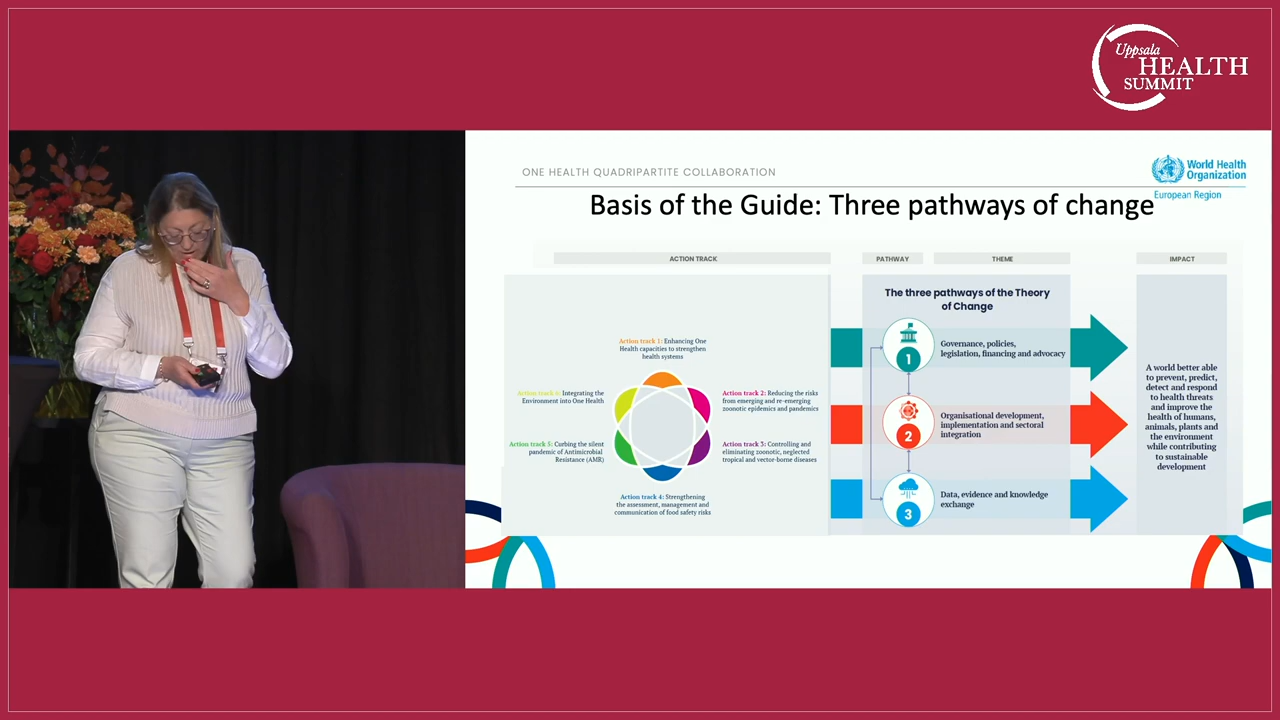 Uppsala
HEALTH
SUMMIT
ONE HEALTH QUADRIPARTITE COLLABORATION
World Health
Organization
European Region
Basis of the Guide: Three pathways of change
ACTION TRACK
PATHWAY
THEME
IMPACT
The three pathways of the Theory
of Change
Action track 1: Enhancing One
Health capacities to strengthen
health systems
Action track 6: Integrating the
Environment into One Health
Action track 2: Reducing the risks
from emerging and re-emerging
zoonotic epidemics and pandemics
Action track 5: Curbing the silent
pandemic of Antimicrobial
Resistance (AMR)
Action track 3: Controlling and
eliminating zoonotic, neglected
tropical and vector-borne diseases
Action track 4: Strengthening
the assessment, management and
communication of food safety risks
1
Governance, policies,
legislation, financing and advocacy
2
Organisational development,
implementation and sectoral
integration
3
Data, evidence and knowledge
exchange
A world better able
to prevent, predict,
detect and respond
to health threats
and improve the
health of humans,
animals, plants and
the environment
while contributing
to sustainable
development